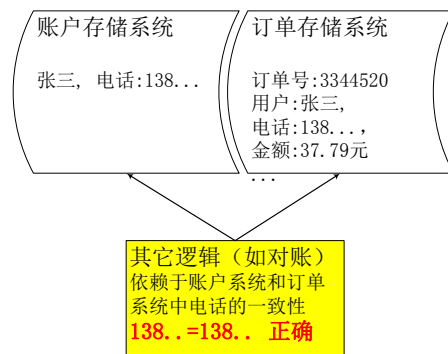 账户存储系统
张三, 电话:138...
订单存储系统
订单号:3344520
用户:张三,
电话:138...,
金额:37.79元
...
其它逻辑（如对账）
依赖于账户系统和订单
系统中电话的一致性
138..=138.. 正确